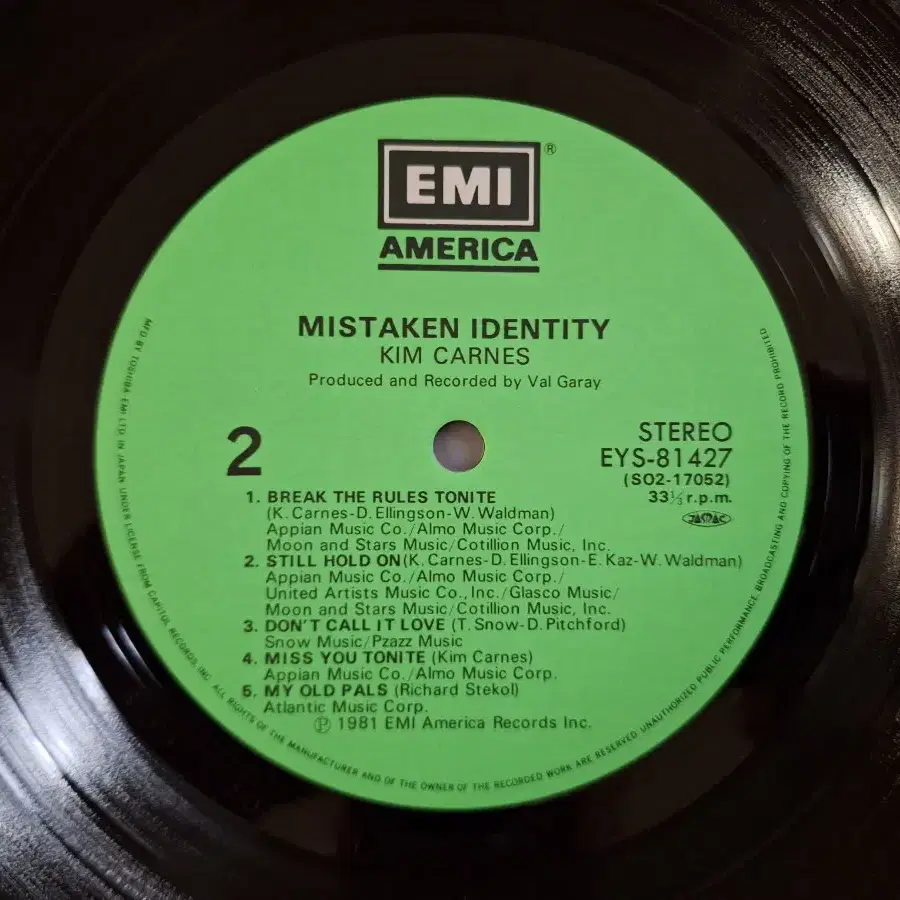 EMI
®
AMERICA
MISTAKEN IDENTITY
KIM CARNES
Produced and Recorded by Val Garay
2
STEREO
EYS-81427
(SO2-17052)
33⅓ r.p.m.
JASRAC
1. BREAK THE RULES TONITE
(K. Carnes-D. Ellingson-W. Waldman)
Appian Music Co./Almo Music Corp./
Moon and Stars Music/Cotillion Music, Inc.
2. STILL HOLD ON (K. Carnes-D. Ellingson-E. Kaz-W. Waldman)
Appian Music Co./Almo Music Corp./
United Artists Music Co., Inc./Glasco Music/
Moon and Stars Music/Cotillion Music, Inc.
3. DON'T CALL IT LOVE (T. Snow-D. Pitchford)
Snow Music/Pzazz Music
4. MISS YOU TONITE (Kim Carnes)
Appian Music Co./Almo Music Corp.
5. MY OLD PALS (Richard Stekol)
Atlantic Music Corp.
Ⓟ 1981 EMI America Records Inc.
MFD. BY TOSHIBA EMI LTD. IN JAPAN UNDER LICENSE FROM CAPITOL RECORDS, INC. ALL RIGHTS OF THE MANUFACTURER AND OF THE OWNER OF THE RECORDED WORK ARE RESERVED. UNAUTHORIZED PUBLIC PERFORMANCE, BROADCASTING AND COPYING OF THE RECORD PROHIBITED